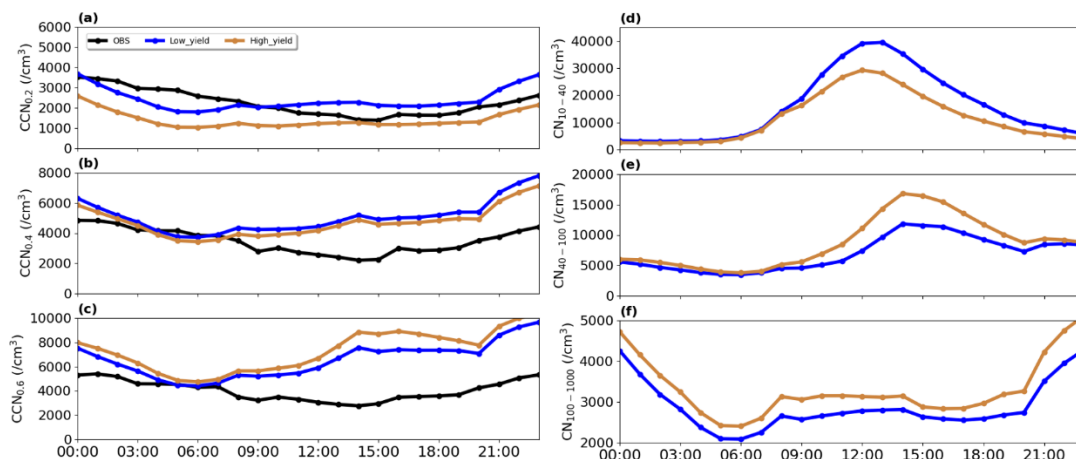 (a)
CCN0.2 (/cm3)
6000
5000
4000
3000
2000
1000
0
OBS Low_yield High_yield
(b)
CCN0.4 (/cm3)
8000
6000
4000
2000
0
(c)
CCN0.6 (/cm3)
10000
8000
6000
4000
2000
0
00:00 03:00 06:00 09:00 12:00 15:00 18:00 21:00
(d)
CN10−40 (/cm3)
40000
30000
20000
10000
0
(e)
CN40−100 (/cm3)
20000
15000
10000
5000
0
(f)
CN100−1000 (/cm3)
5000
4000
3000
2000
00:00 03:00 06:00 09:00 12:00 15:00 18:00 21:00